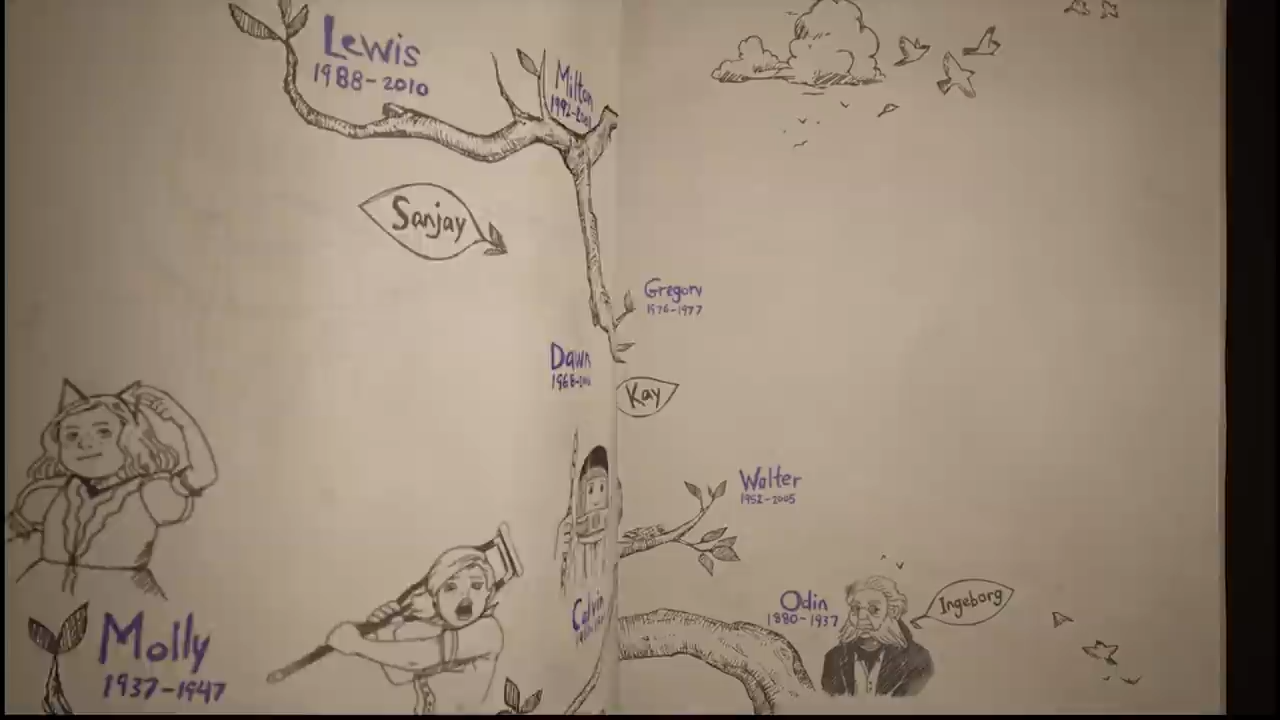 Lewis
1988-2010
Milton
Sanjay
Gregory
1976-1977
Dawn
Kay
Walter
1952-2005
Calvin
Odin
1880-1937
Ingeborg
Molly
1937-1947